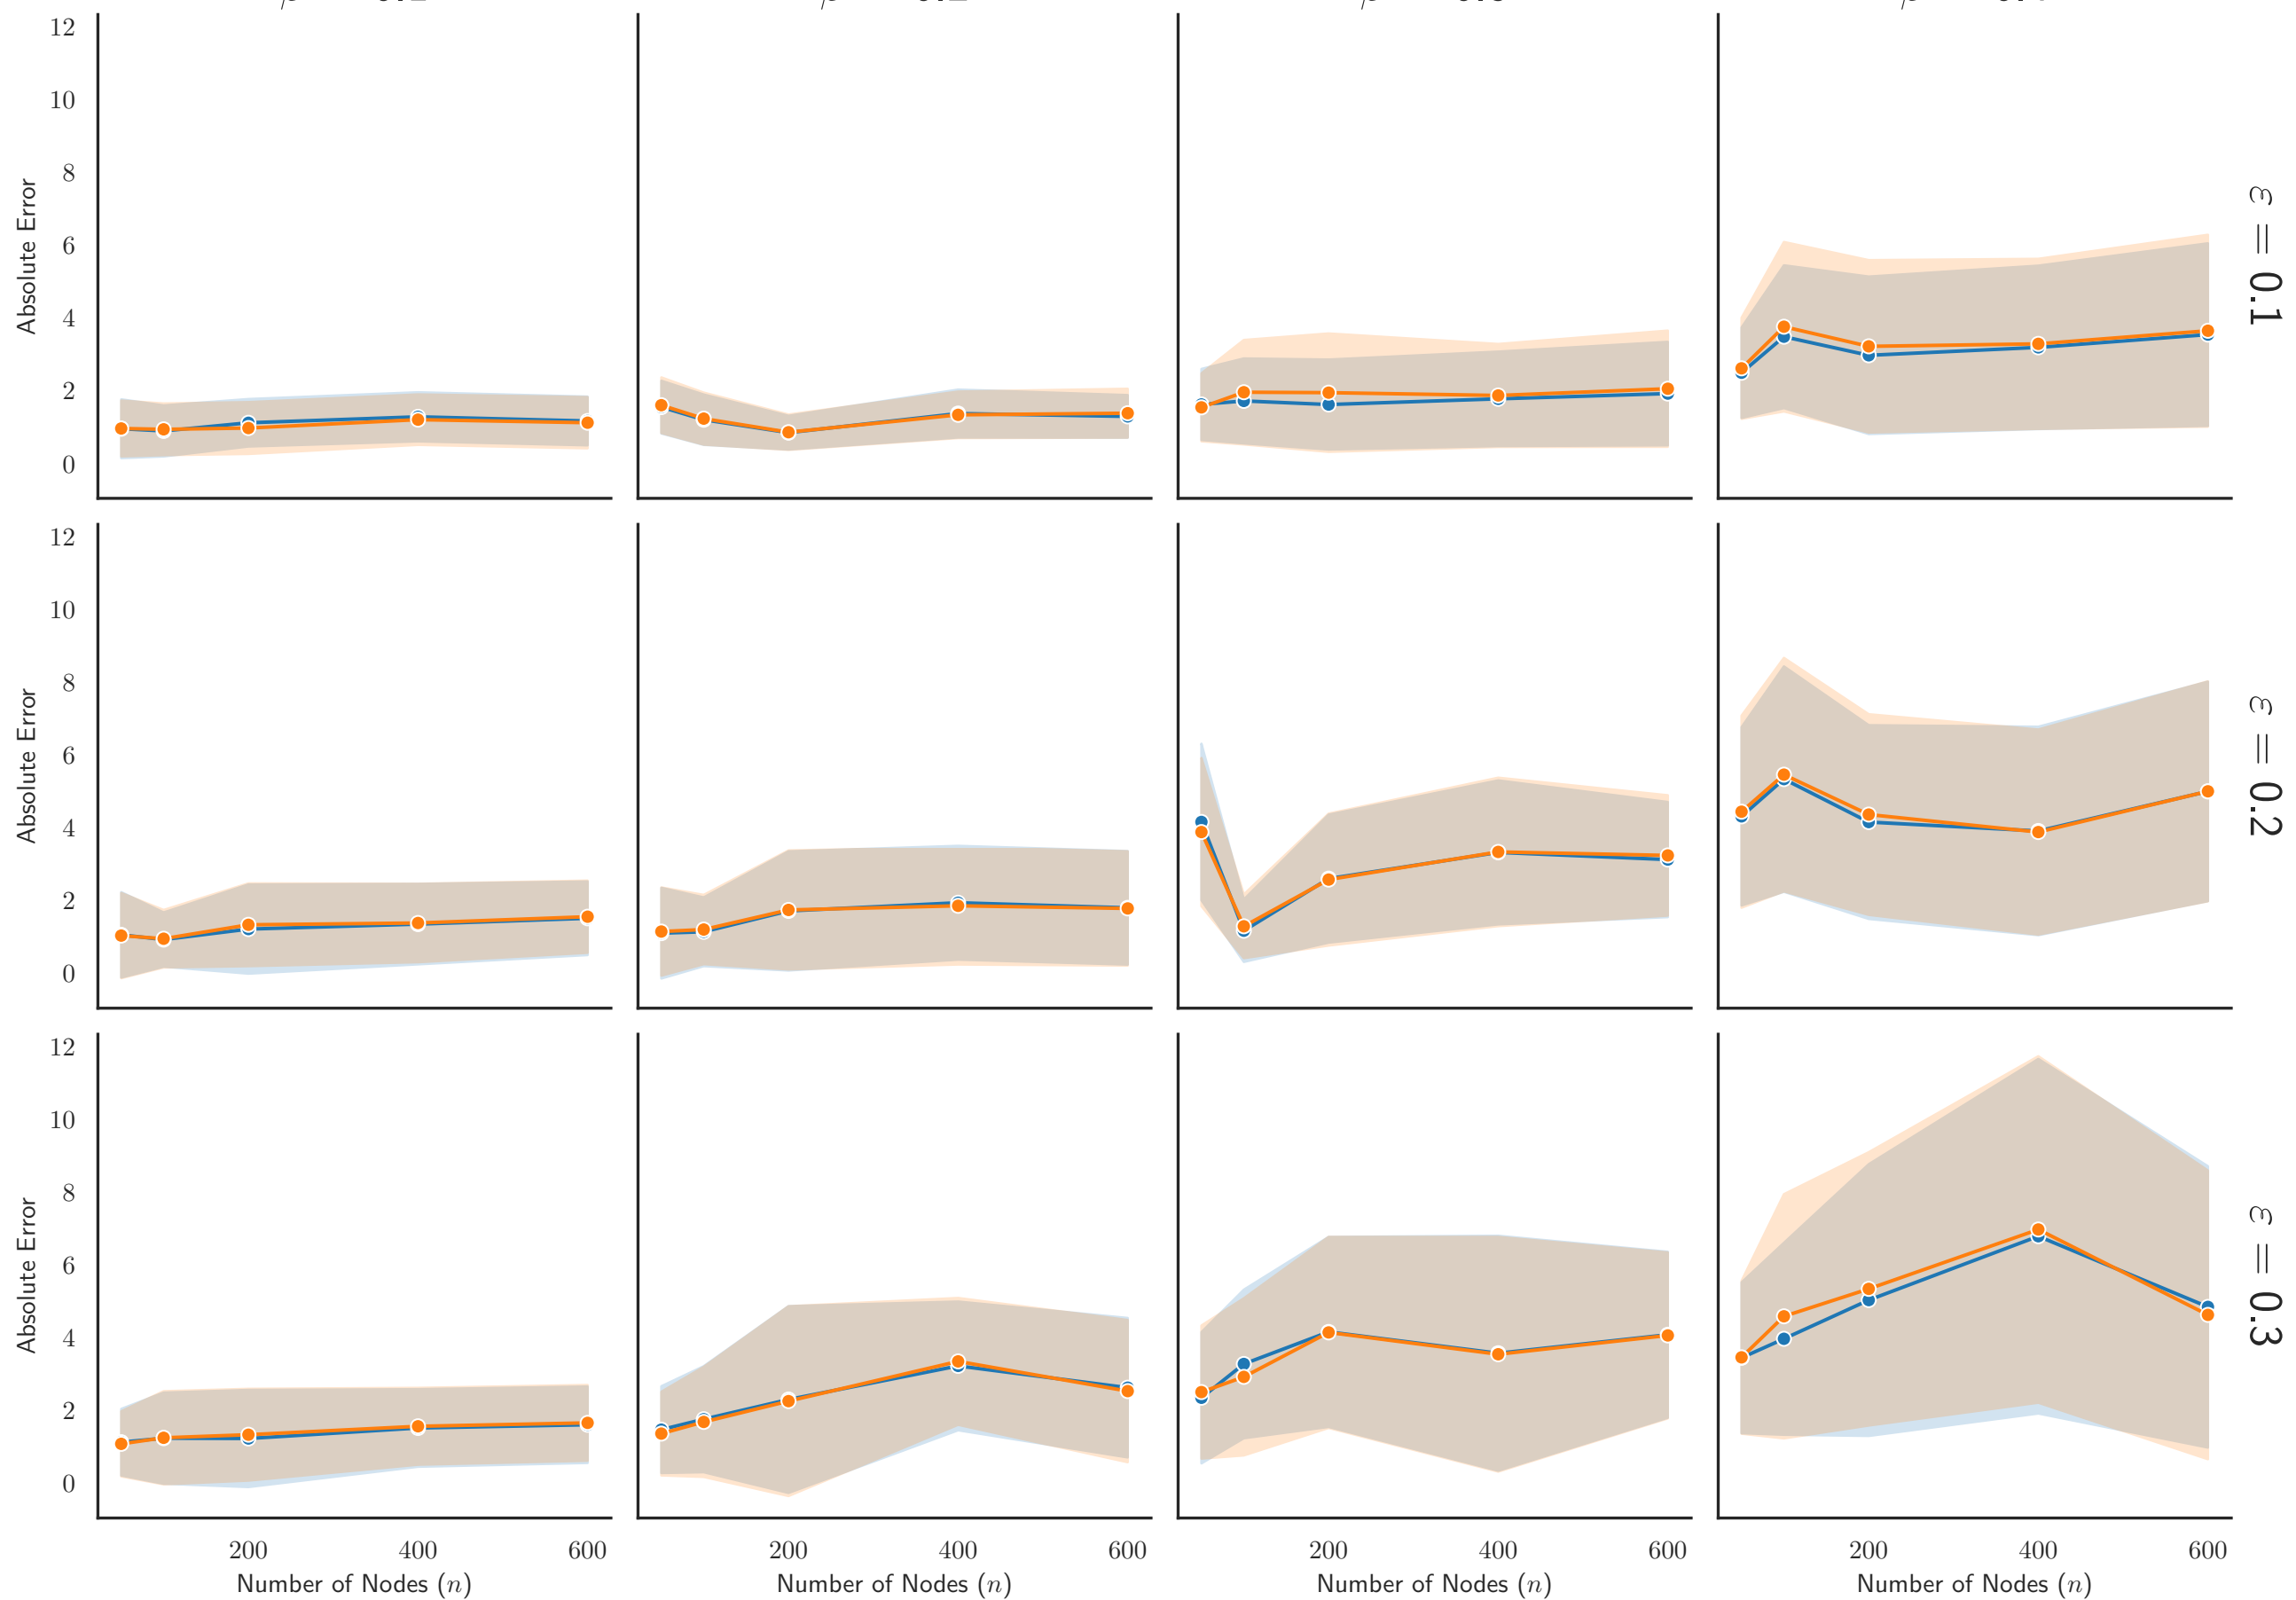 12
10
8
6
4
2
0
Absolute Error
ε = 0.1
12
10
8
6
4
2
0
Absolute Error
ε = 0.2
12
10
8
6
4
2
0
Absolute Error
ε = 0.3
200 400 600
200 400 600
200 400 600
200 400 600
Number of Nodes (n)
Number of Nodes (n)
Number of Nodes (n)
Number of Nodes (n)